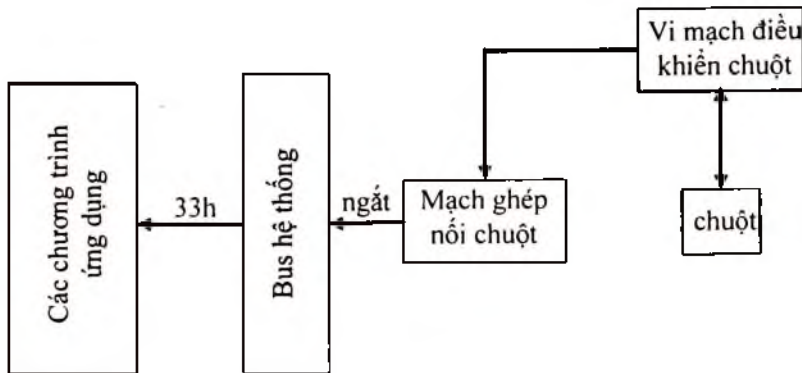 Vi mạch điều
khiển chuột
Các chương trình
ứng dụng
33h
Bus hệ thống
ngắt
Mạch ghép
nối chuột
chuột